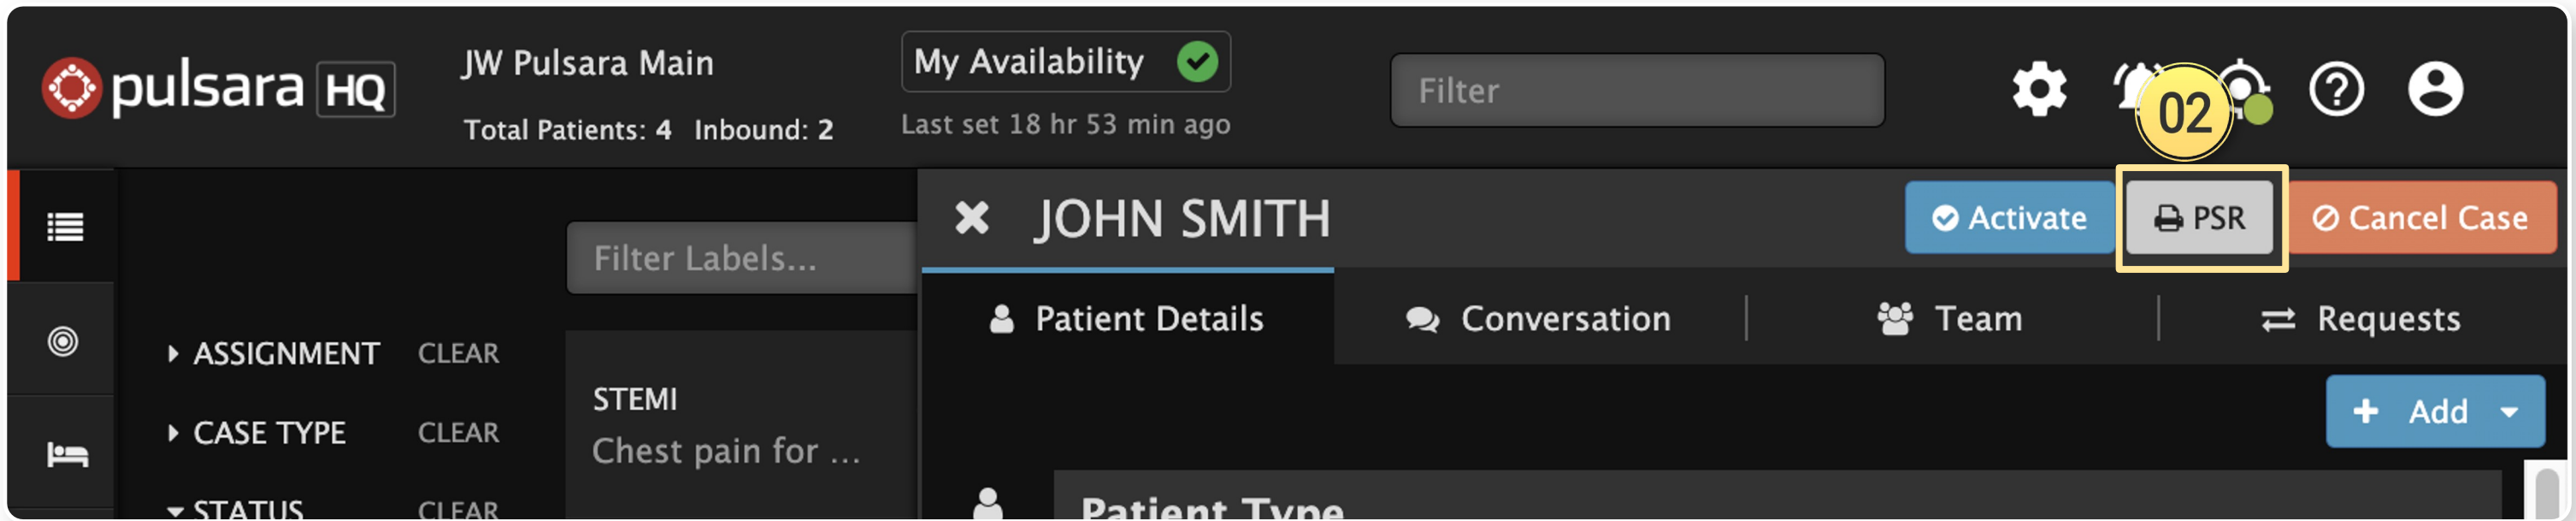 pulsara HQ
JW Pulsara Main
Total Patients: 4 Inbound: 2
My Availability
Last set 18 hr 53 min ago
Filter
02
Filter Labels...
ASSIGNMENT CLEAR
CASE TYPE CLEAR
STATUS CLEAR
STEMI
Chest pain for ...
JOHN SMITH
Activate
PSR
Cancel Case
Patient Details
Conversation
Team
Requests
+ Add
Patient Type